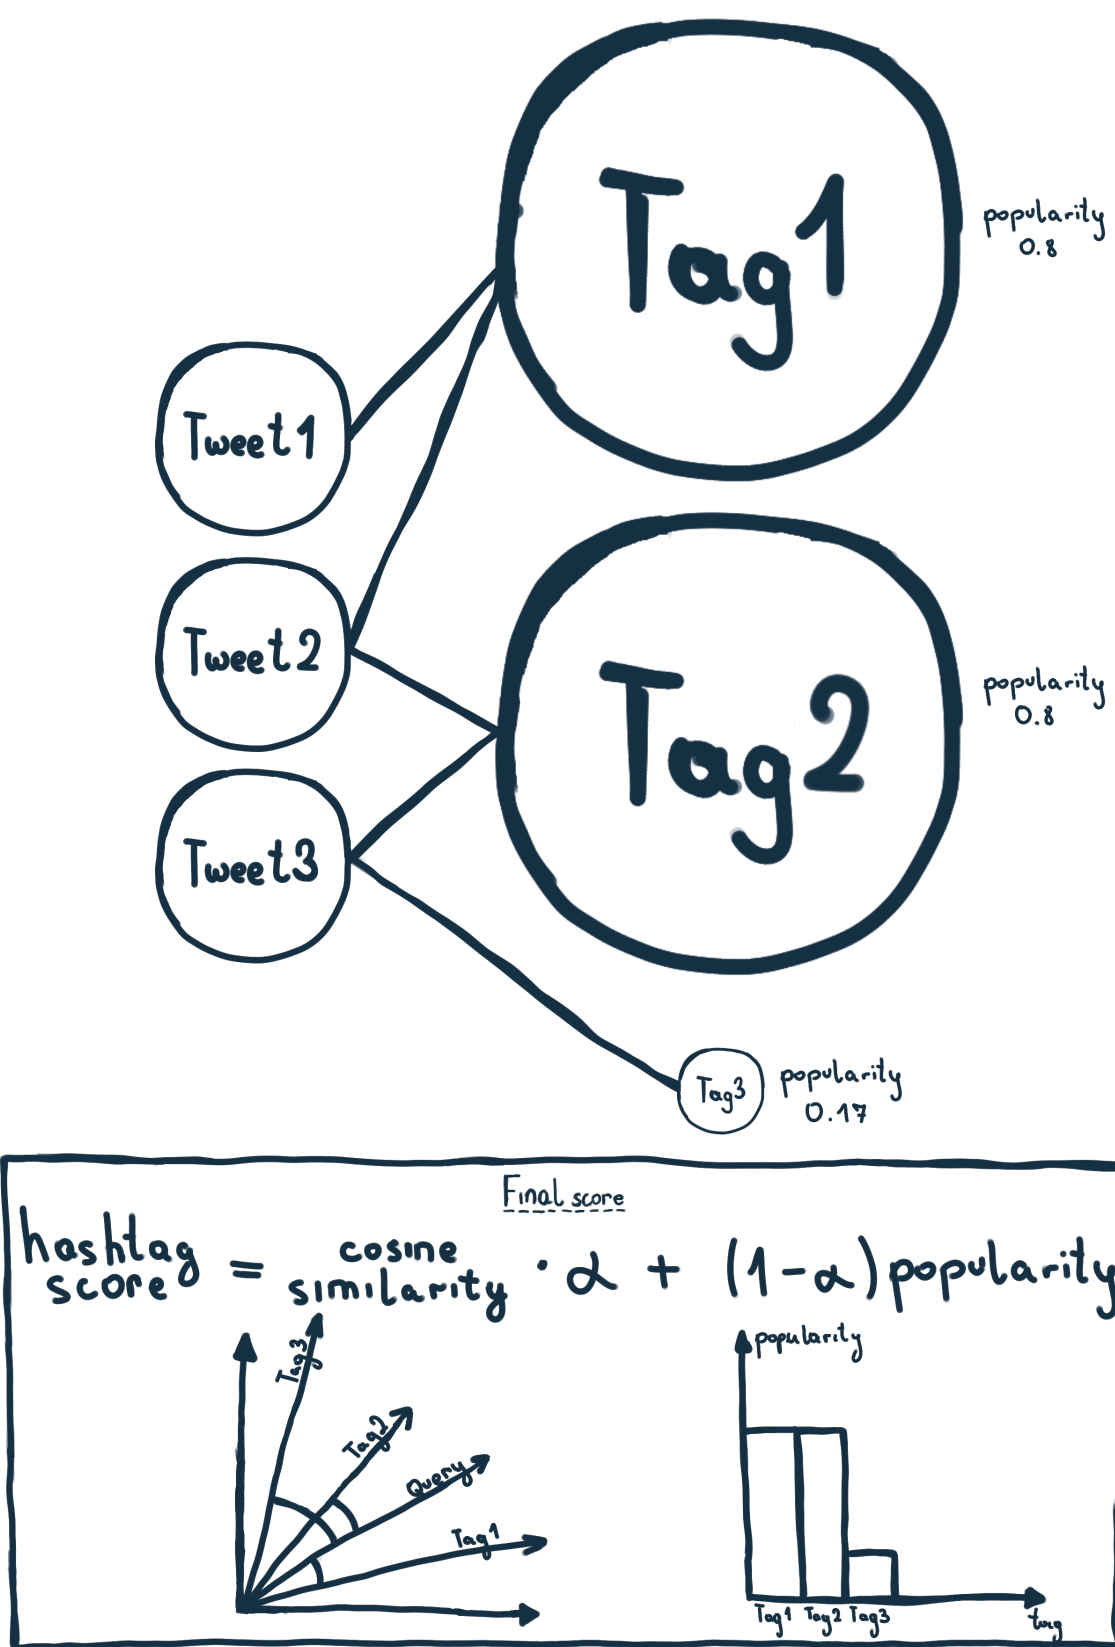 Tag1
popularity
0.8
Tweet1
Tweet2
Tag2
popularity
0.8
Tweet3
Tag3
popularity
0.17
Final score
hashtag score = cosine similarity · α + (1-α) popularity
Tag3
Tag2
Query
Tag1
popularity
Tag1 Tag2 Tag3